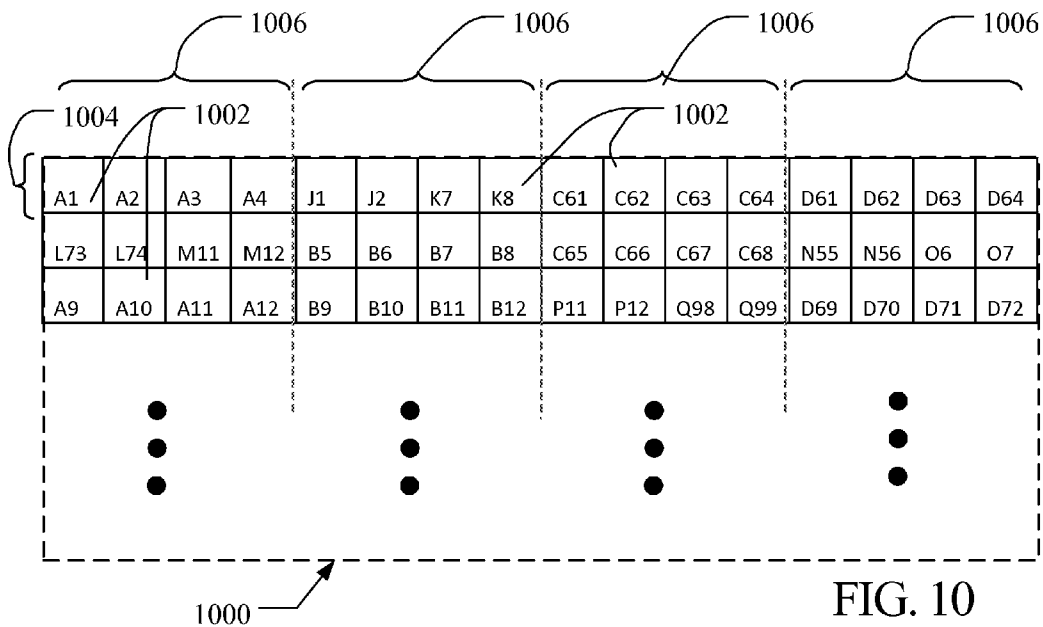 1006 1006 1006 1006
1004 1002 1002
A1 A2 A3 A4 J1 J2 K7 K8 C61 C62 C63 C64 D61 D62 D63 D64
L73 L74 M11 M12 B5 B6 B7 B8 C65 C66 C67 C68 N55 N56 O6 O7
A9 A10 A11 A12 B9 B10 B11 B12 P11 P12 Q98 Q99 D69 D70 D71 D72
1000
FIG. 10